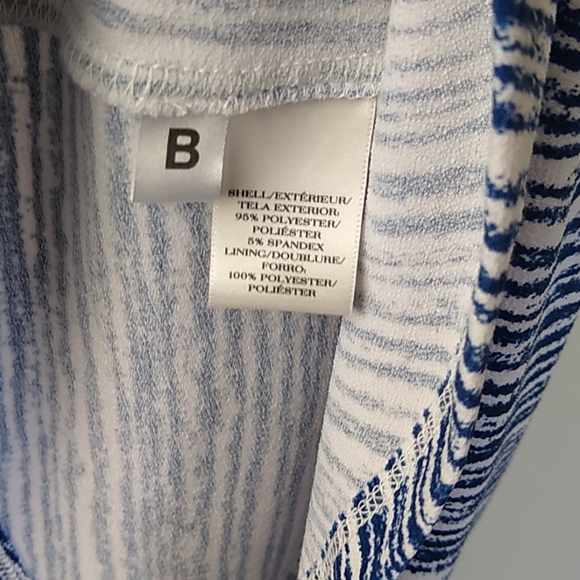 B
SHELL/EXTÉRIEUR/
TELA EXTERIOR:
95% POLYESTER/
POLIÉSTER
5% SPANDEX
LINING/DOUBLURE/
FORRO:
100% POLYESTER/
POLIÉSTER